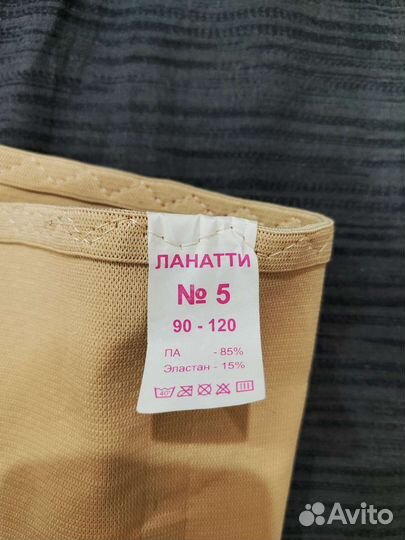 ЛАНАТТИ
№ 5
90 - 120
ПА - 85%
Эластан - 15%
40°
Avito